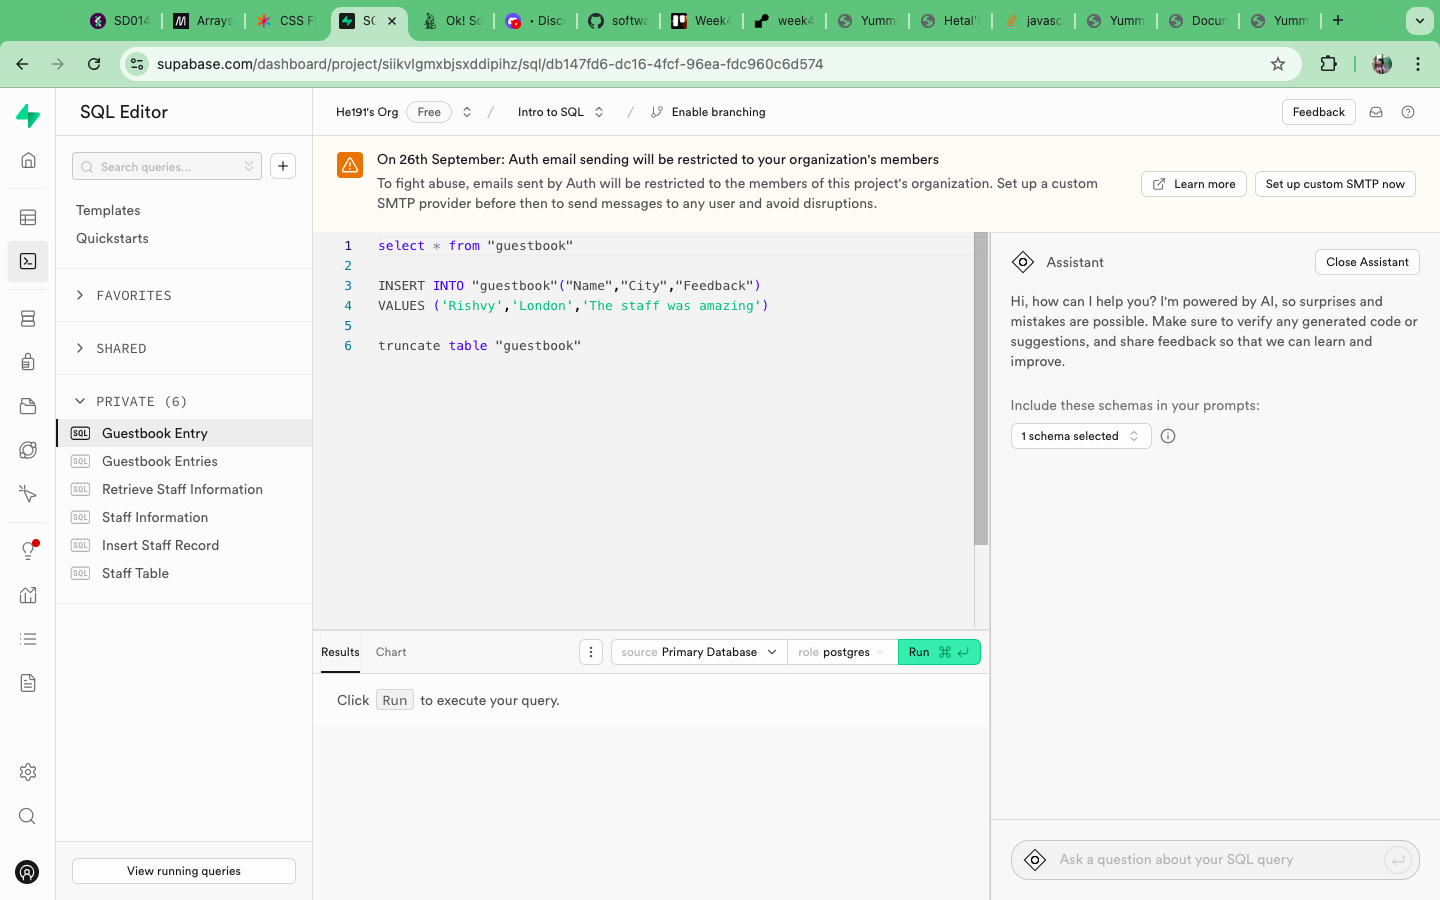 SD014
Arrays
CSS F
SC
Ok! So
• Disco
softwa
Week4
week4
Yumm
Hetal's
javasc
Yumm
Docun
Yumm
supabase.com/dashboard/project/siikvlgmxbjsxddipihz/sql/db147fd6-dc16-4fcf-96ea-fdc960c6d574
SQL Editor
He191's Org Free / Intro to SQL / Enable branching
Feedback
Search queries...
Templates
Quickstarts
FAVORITES
SHARED
PRIVATE (6)
SQL Guestbook Entry
SQL Guestbook Entries
SQL Retrieve Staff Information
SQL Staff Information
SQL Insert Staff Record
SQL Staff Table
View running queries
On 26th September: Auth email sending will be restricted to your organization's members
To fight abuse, emails sent by Auth will be restricted to the members of this project's organization. Set up a custom
SMTP provider before then to send messages to any user and avoid disruptions.
Learn more
Set up custom SMTP now
1 select * from "guestbook"
2
3 INSERT INTO "guestbook"("Name","City","Feedback")
4 VALUES ('Rishvy','London','The staff was amazing')
5
6 truncate table "guestbook"
Results Chart
source Primary Database
role postgres
Run ⌘ ↵
Click Run to execute your query.
Assistant
Close Assistant
Hi, how can I help you? I'm powered by AI, so surprises and
mistakes are possible. Make sure to verify any generated code or
suggestions, and share feedback so that we can learn and
improve.
Include these schemas in your prompts:
1 schema selected
Ask a question about your SQL query